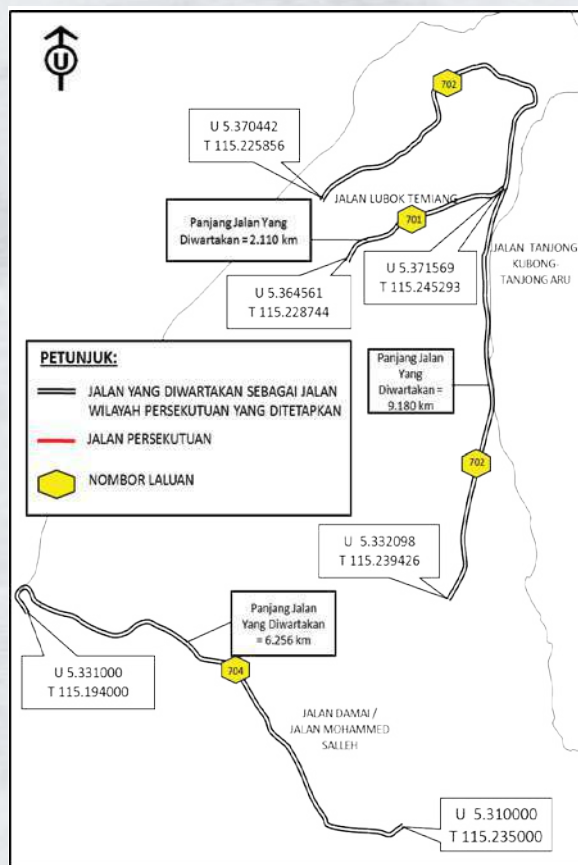 U
702
U 5.370442
T 115.225856
JALAN LUBOK TEMIANG
701
Panjang Jalan Yang
Diwartakan = 2.110 km
U 5.371569
T 115.245293
JALAN TANJONG
KUBONG-
TANJONG ARU
U 5.364561
T 115.228744
PETUNJUK:
JALAN YANG DIWARTAKAN SEBAGAI JALAN
WILAYAH PERSEKUTUAN YANG DITETAPKAN
JALAN PERSEKUTUAN
NOMBOR LALUAN
Panjang Jalan
Yang
Diwartakan =
9.180 km
702
U 5.332098
T 115.239426
Panjang Jalan
Yang Diwartakan
= 6.256 km
U 5.331000
T 115.194000
704
JALAN DAMAI /
JALAN MOHAMMED
SALLEH
U 5.310000
T 115.235000